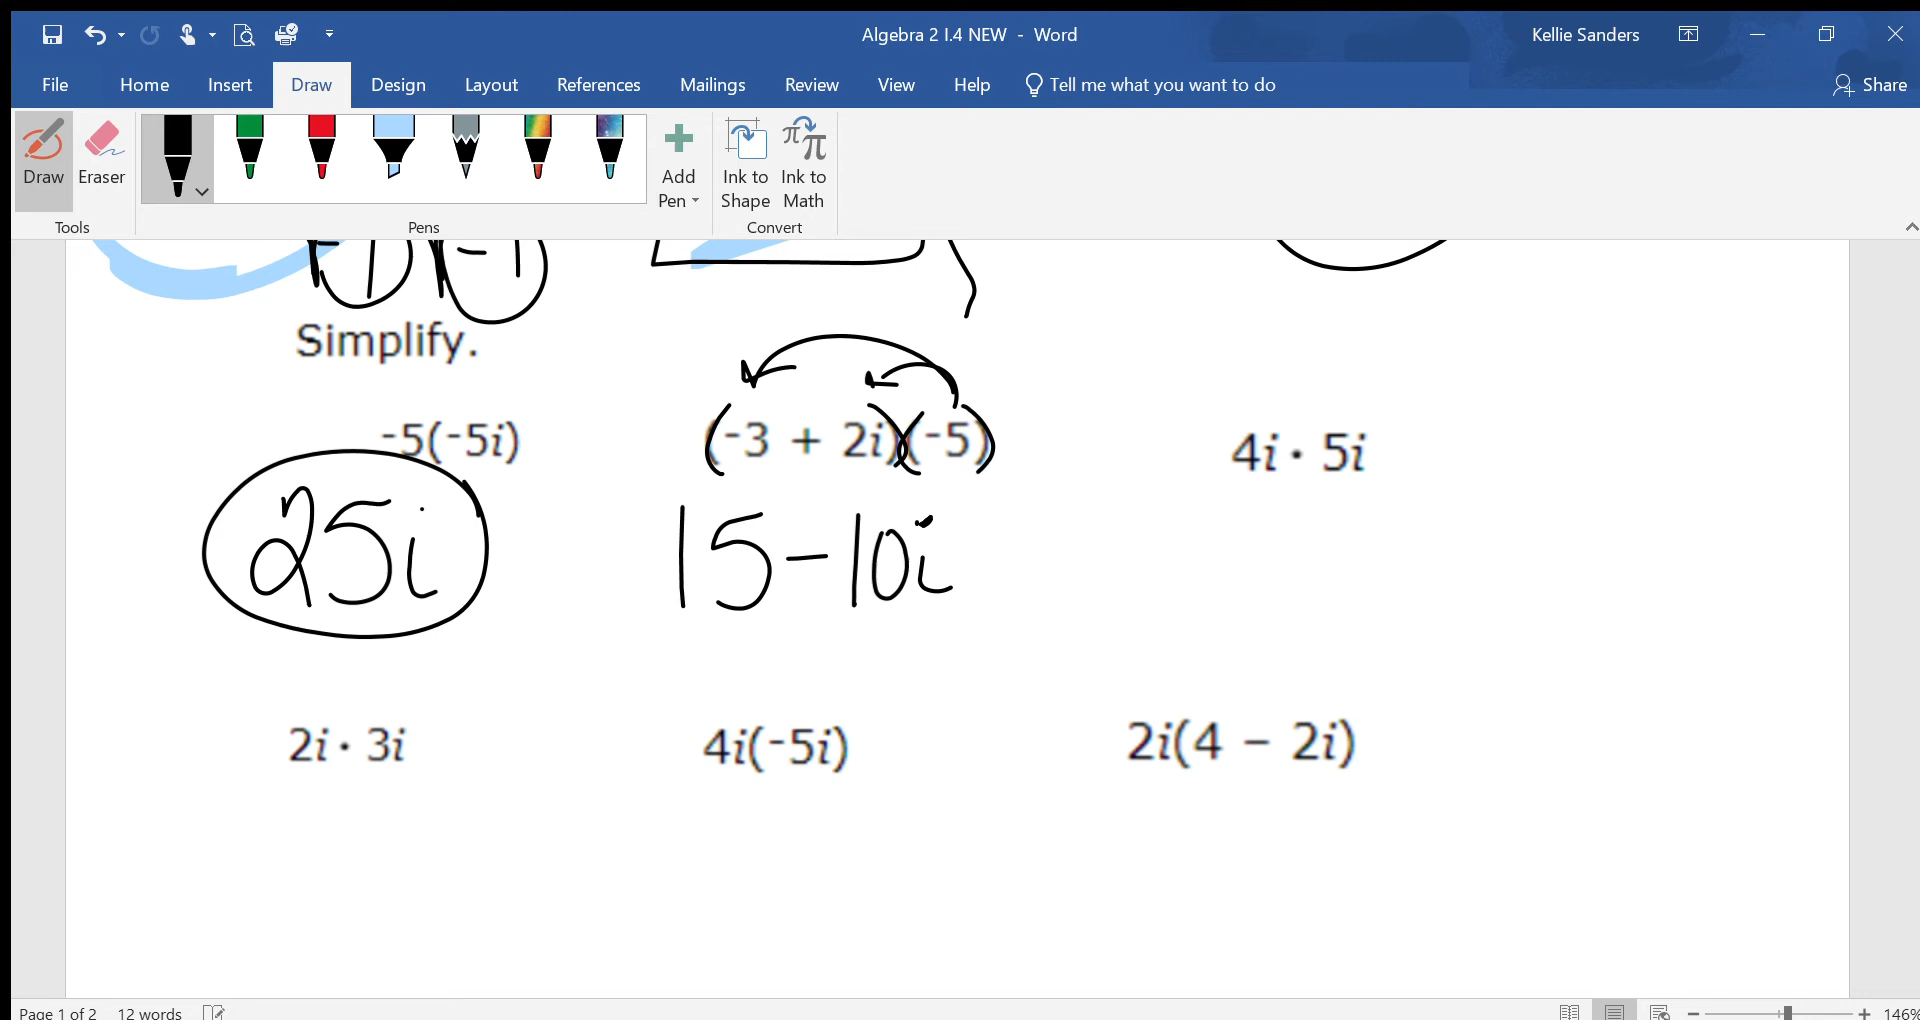 Algebra 2 I.4 NEW - Word
Kellie Sanders
File Home Insert Draw Design Layout References Mailings Review View Help Tell me what you want to do Share
Draw Eraser Add Pen Ink to Shape Ink to Math
Tools Pens Convert
-1 -1
Simplify.
-5(-5i) (-3 + 2i)(-5) 4i · 5i
25i 15-10i
2i · 3i 4i(-5i) 2i(4 − 2i)
Page 1 of 2 12 words 146%